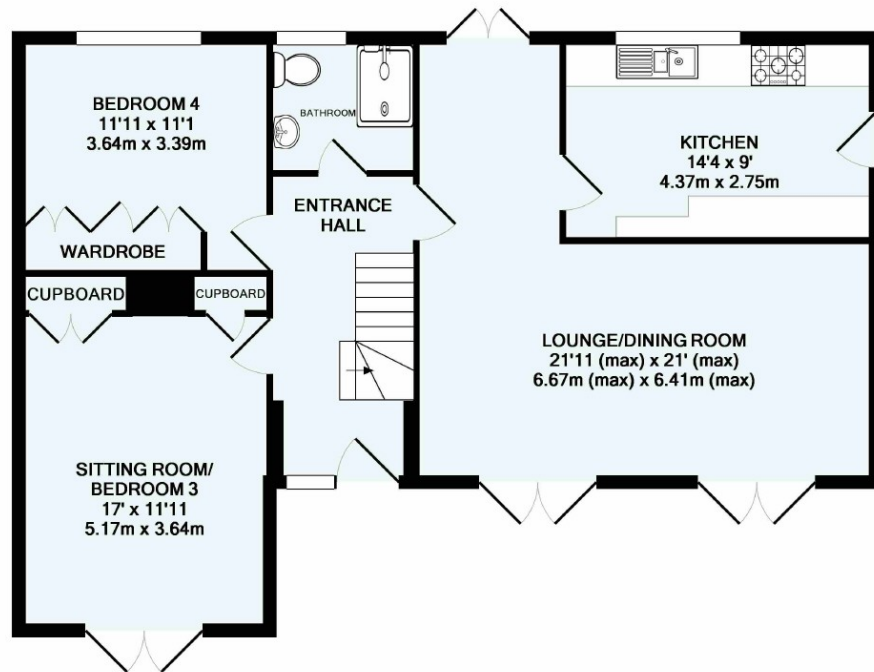 BEDROOM 4
11'11 x 11'1
3.64m x 3.39m
BATHROOM
KITCHEN
14'4 x 9'
4.37m x 2.75m
ENTRANCE
HALL
WARDROBE
CUPBOARD
CUPBOARD
LOUNGE/DINING ROOM
21'11 (max) x 21' (max)
6.67m (max) x 6.41m (max)
SITTING ROOM/
BEDROOM 3
17' x 11'11
5.17m x 3.64m